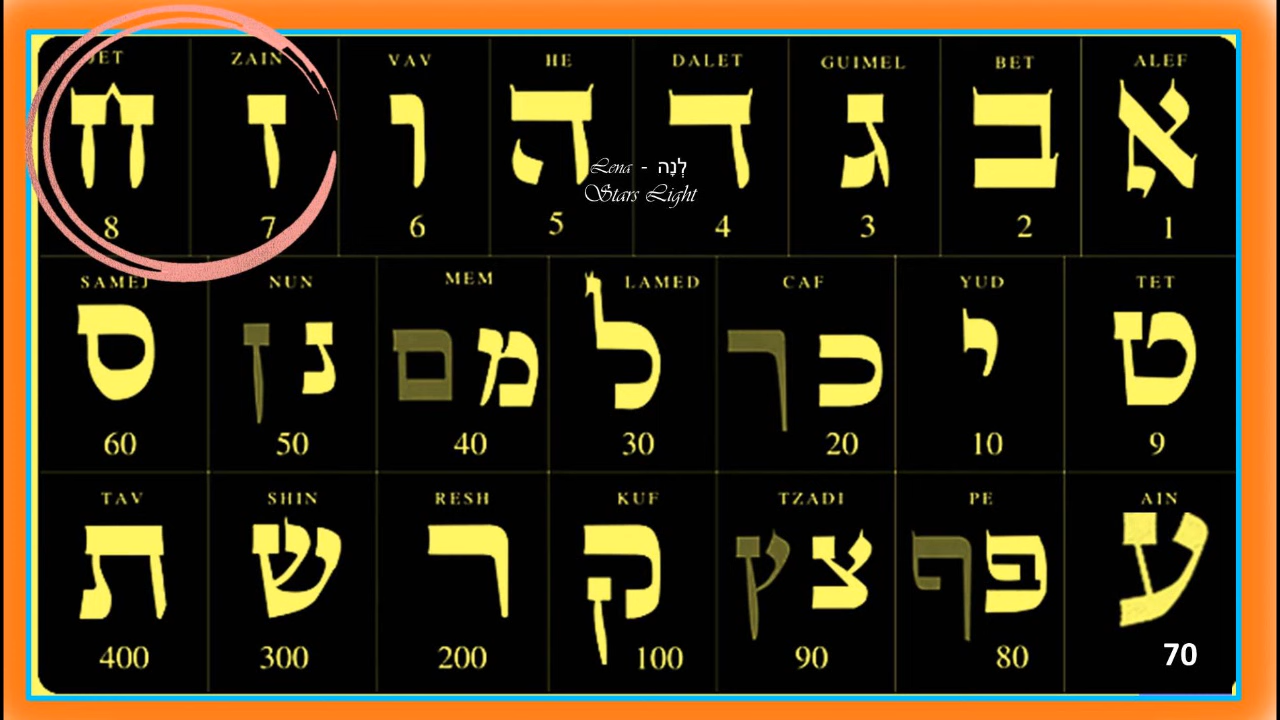 JET ZAIN VAV HE DALET GUIMEL BET ALEF
ח ז ו ה ד ג ב א
Lena - לְנָה
Stars Light
8 7 6 5 4 3 2 1
SAMEJ NUN MEM LAMED CAF YUD TET
ס ן נ ם מ ל ך כ י ט
60 50 40 30 20 10 9
TAV SHIN RESH KUF TZADI PE AIN
ת ש ר ק ץ צ ף פ ע
400 300 200 100 90 80 70